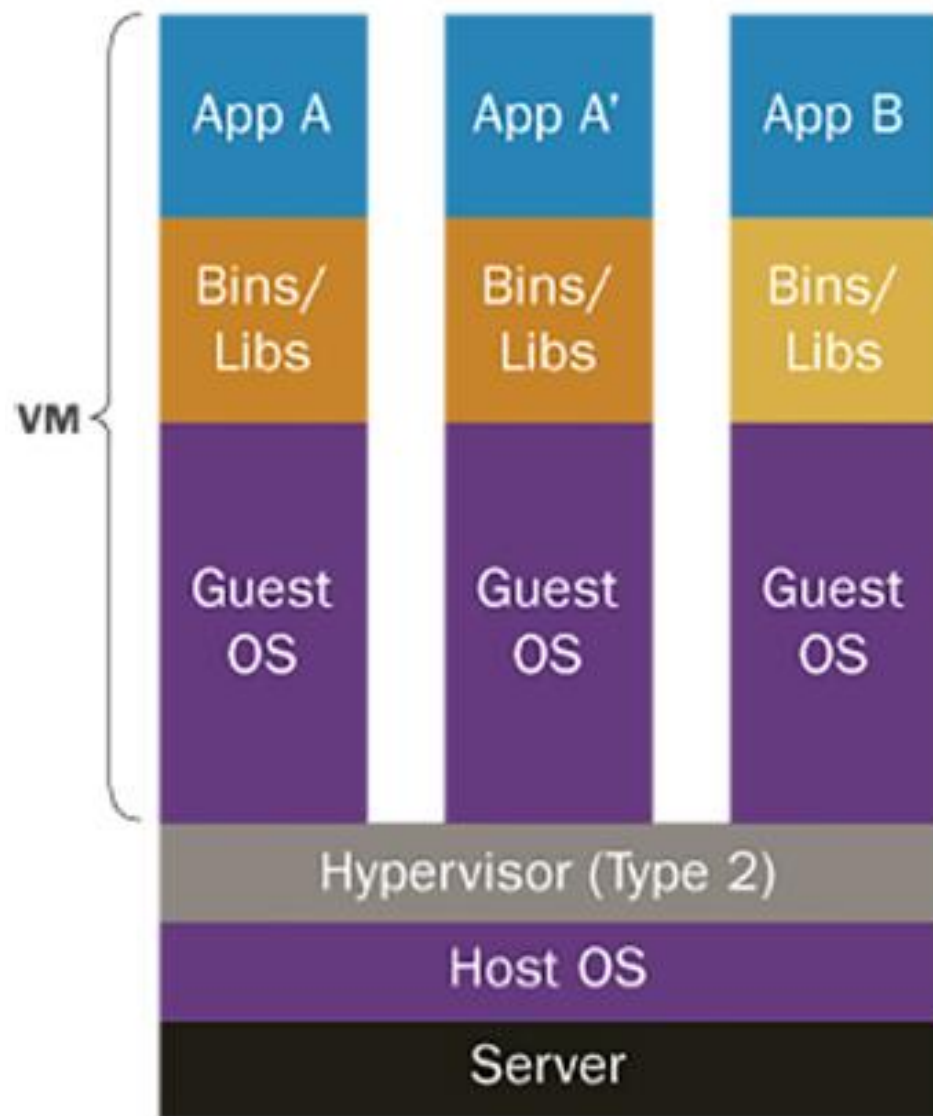 App A
App A’
App B
Bins/
Libs
Bins/
Libs
Bins/
Libs
VM
Guest
OS
Guest
OS
Guest
OS
Hypervisor (Type 2)
Host OS
Server